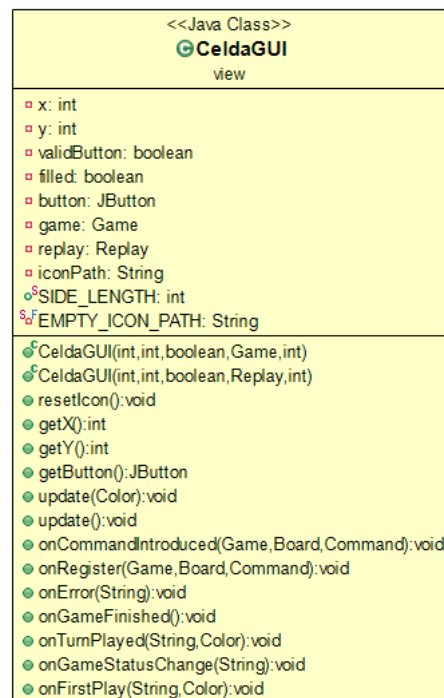 <<Java Class>>
CeldaGUI
view
x: int
y: int
validButton: boolean
filled: boolean
button: JButton
game: Game
replay: Replay
iconPath: String
SIDE_LENGTH: int
EMPTY_ICON_PATH: String
CeldaGUI(int,int,boolean,Game,int)
CeldaGUI(int,int,boolean,Replay,int)
resetIcon():void
getX():int
getY():int
getButton():JButton
update(Color):void
update():void
onCommandIntroduced(Game,Board,Command):void
onRegister(Game,Board,Command):void
onError(String):void
onGameFinished():void
onTurnPlayed(String,Color):void
onGameStatusChange(String):void
onFirstPlay(String,Color):void